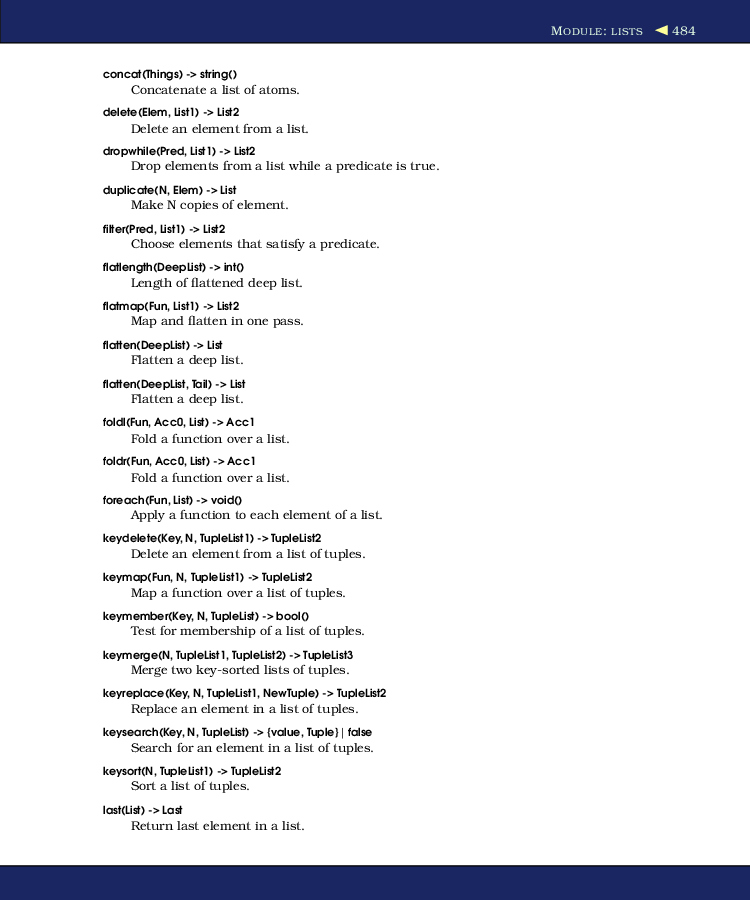 MODULE: LISTS ◀ 484
concat(Things) -> string()
Concatenate a list of atoms.
delete(Elem, List1) -> List2
Delete an element from a list.
dropwhile(Pred, List1) -> List2
Drop elements from a list while a predicate is true.
duplicate(N, Elem) -> List
Make N copies of element.
filter(Pred, List1) -> List2
Choose elements that satisfy a predicate.
flatlength(DeepList) -> int()
Length of flattened deep list.
flatmap(Fun, List1) -> List2
Map and flatten in one pass.
flatten(DeepList) -> List
Flatten a deep list.
flatten(DeepList, Tail) -> List
Flatten a deep list.
foldl(Fun, Acc0, List) -> Acc1
Fold a function over a list.
foldr(Fun, Acc0, List) -> Acc1
Fold a function over a list.
foreach(Fun, List) -> void()
Apply a function to each element of a list.
keydelete(Key, N, TupleList1) -> TupleList2
Delete an element from a list of tuples.
keymap(Fun, N, TupleList1) -> TupleList2
Map a function over a list of tuples.
keymember(Key, N, TupleList) -> bool()
Test for membership of a list of tuples.
keymerge(N, TupleList1, TupleList2) -> TupleList3
Merge two key-sorted lists of tuples.
keyreplace(Key, N, TupleList1, NewTuple) -> TupleList2
Replace an element in a list of tuples.
keysearch(Key, N, TupleList) -> {value, Tuple} | false
Search for an element in a list of tuples.
keysort(N, TupleList1) -> TupleList2
Sort a list of tuples.
last(List) -> Last
Return last element in a list.